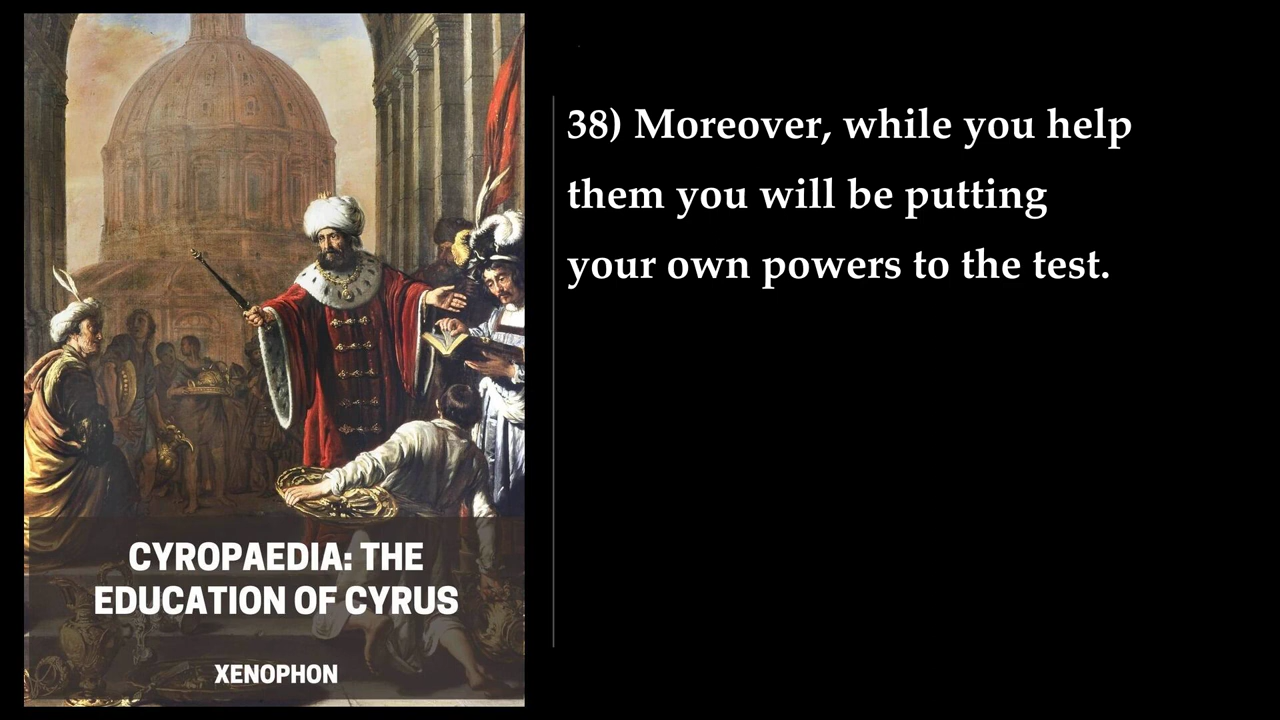 38) Moreover, while you help
them you will be putting
your own powers to the test.
CYROPAEDIA: THE
EDUCATION OF CYRUS
XENOPHON